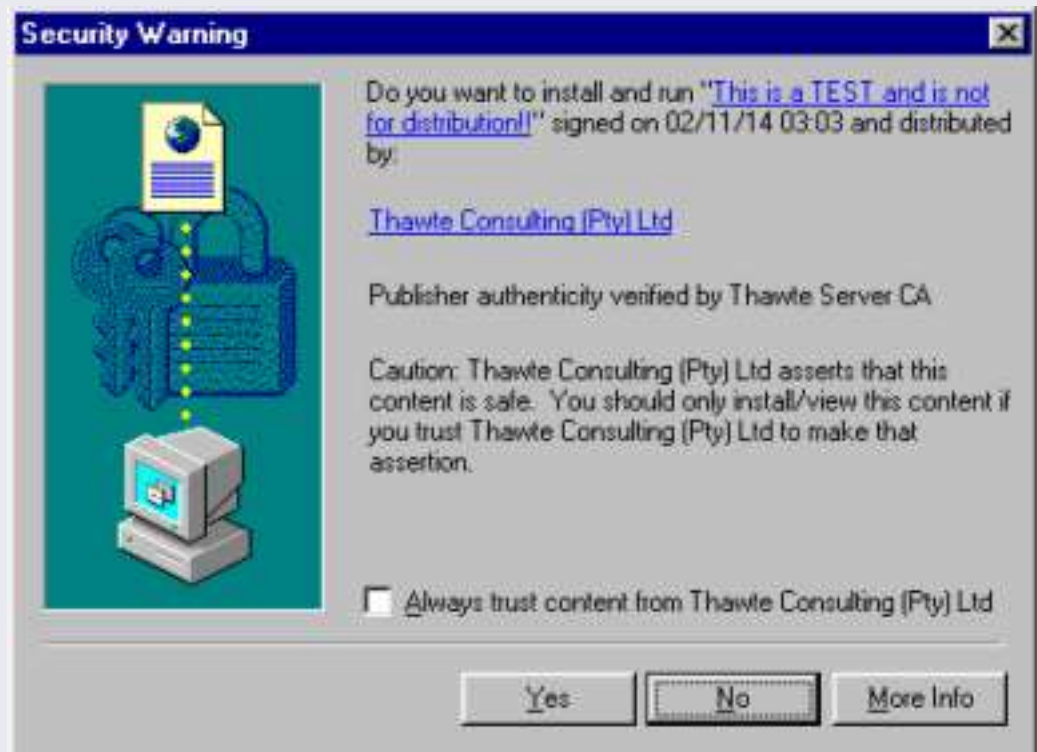 Security Warning
Do you want to install and run "This is a TEST and is not
for distribution!!" signed on 02/11/14 03:03 and distributed
by:
Thawte Consulting (Pty) Ltd
Publisher authenticity verified by Thawte Server CA
Caution: Thawte Consulting (Pty) Ltd asserts that this
content is safe.  You should only install/view this content if
you trust Thawte Consulting (Pty) Ltd to make that
assertion.
Always trust content from Thawte Consulting (Pty) Ltd
Yes No More Info